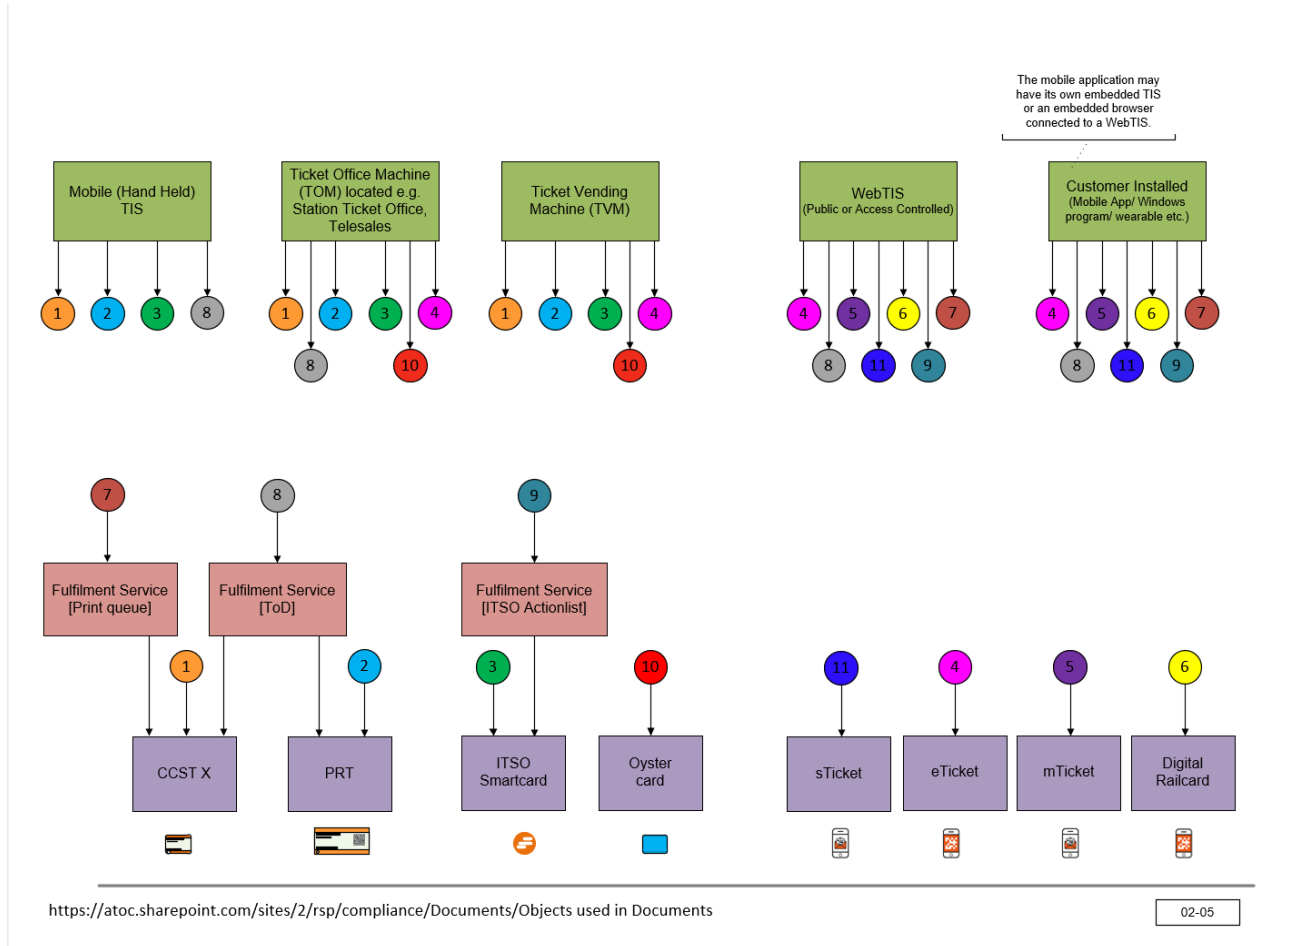 The mobile application may
have its own embedded TIS
or an embedded browser
connected to a WebTIS.
Mobile (Hand Held)
TIS
Ticket Office Machine
(TOM) located e.g.
Station Ticket Office,
Telesales
Ticket Vending
Machine (TVM)
WebTIS
(Public or Access Controlled)
Customer Installed
(Mobile App/ Windows
program/ wearable etc.)
1 2 3 8
1 2 3 4
8 10
1 2 3 4
10
4 5 6 7
8 11 9
4 5 6 7
8 11 9
7
8
9
Fulfilment Service
[Print queue]
Fulfilment Service
[ToD]
Fulfilment Service
[ITSO Actionlist]
1
2
3
10
11
4
5
6
CCST X
PRT
ITSO
Smartcard
Oyster
card
sTicket
eTicket
mTicket
Digital
Railcard
https://atoc.sharepoint.com/sites/2/rsp/compliance/Documents/Objects used in Documents
02-05